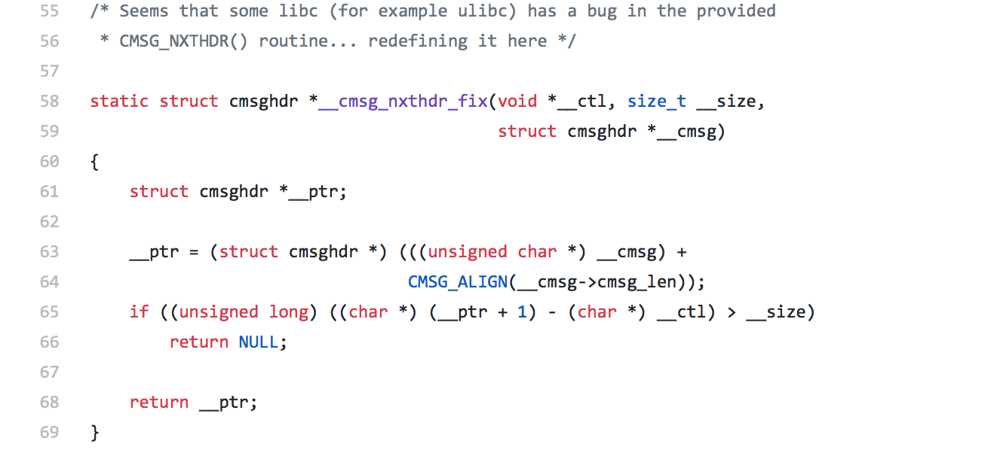 55 /* Seems that some libc (for example ulibc) has a bug in the provided
56  * CMSG_NXTHDR() routine... redefining it here */
57
58 static struct cmsghdr *__cmsg_nxthdr_fix(void *__ctl, size_t __size,
59                                          struct cmsghdr *__cmsg)
60 {
61     struct cmsghdr *__ptr;
62
63     __ptr = (struct cmsghdr *) (((unsigned char *) __cmsg) +
64                                 CMSG_ALIGN(__cmsg->cmsg_len));
65     if ((unsigned long) ((char *) (__ptr + 1) - (char *) __ctl) > __size)
66         return NULL;
67
68     return __ptr;
69 }